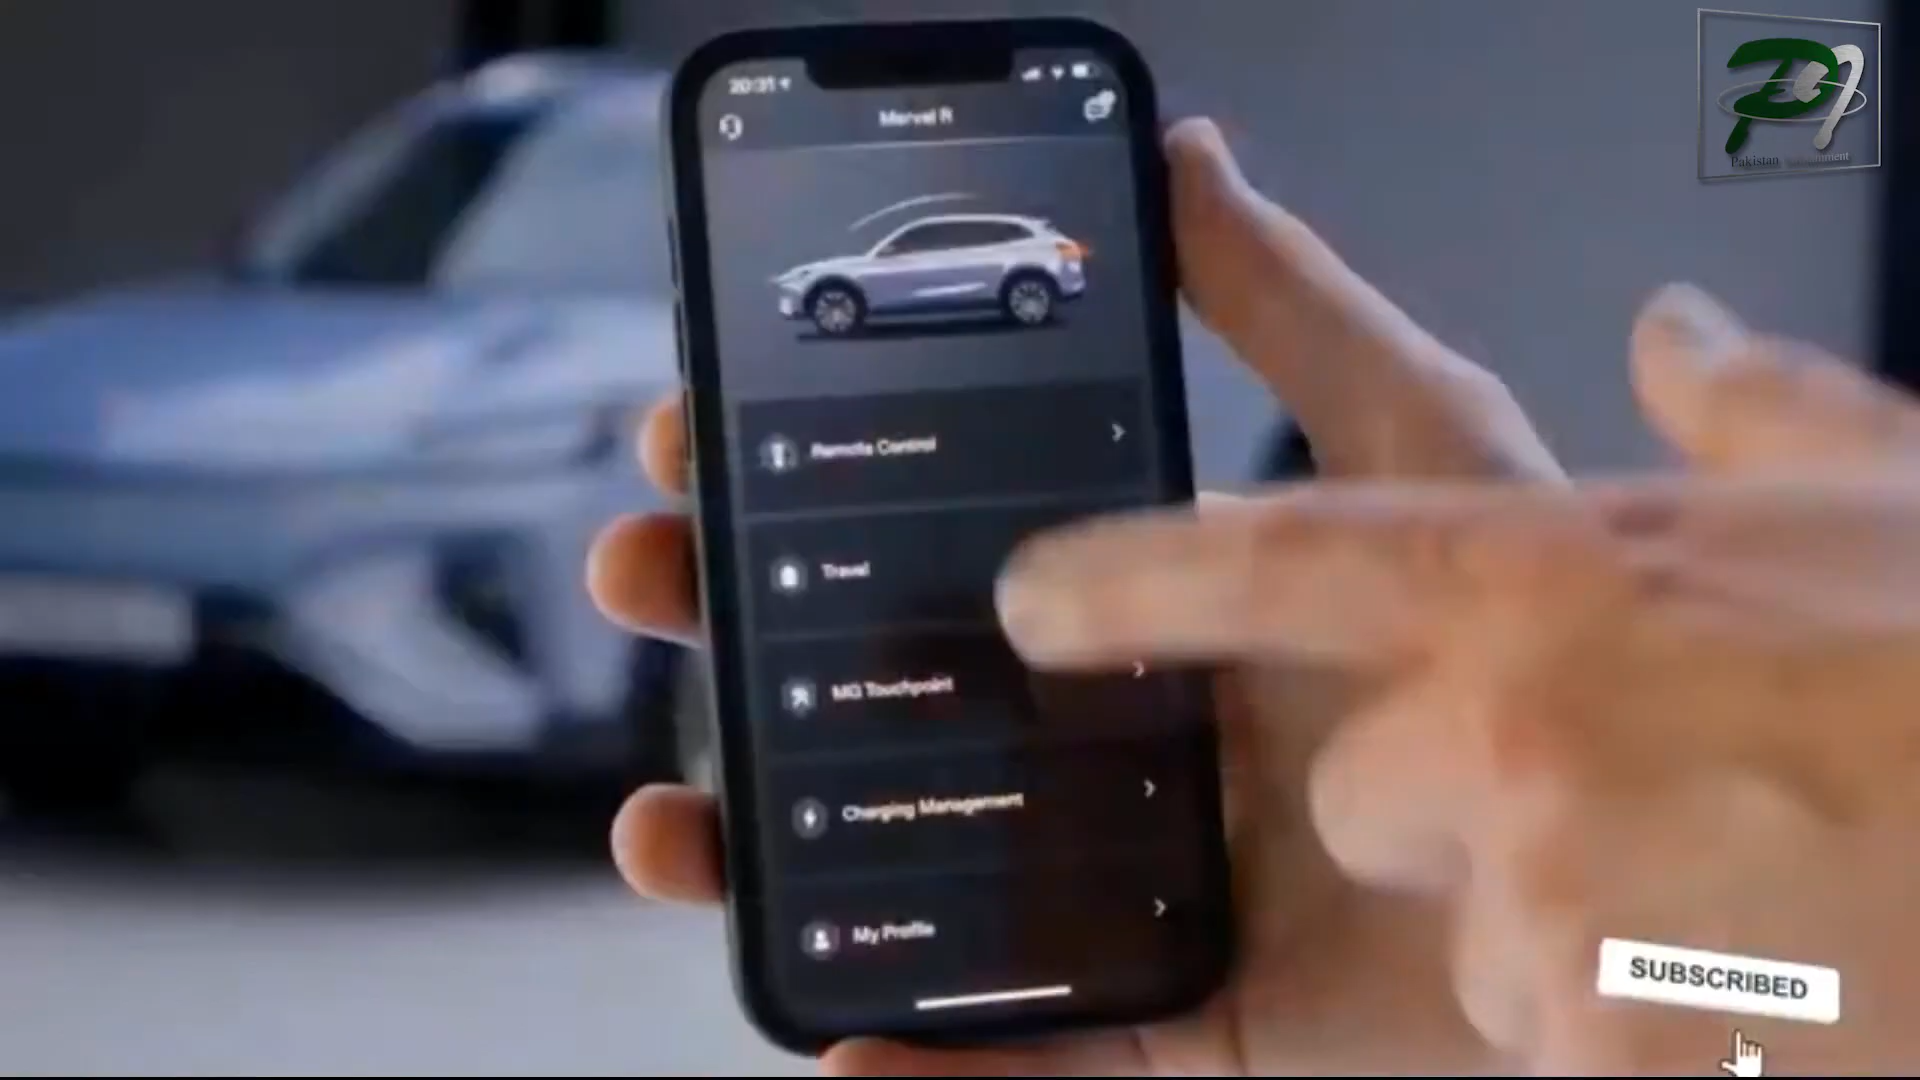 20:31
Marvel R
Remote Control
Travel
MG Touchpoint
Charging Management
My Profile
Pakistan
SUBSCRIBED